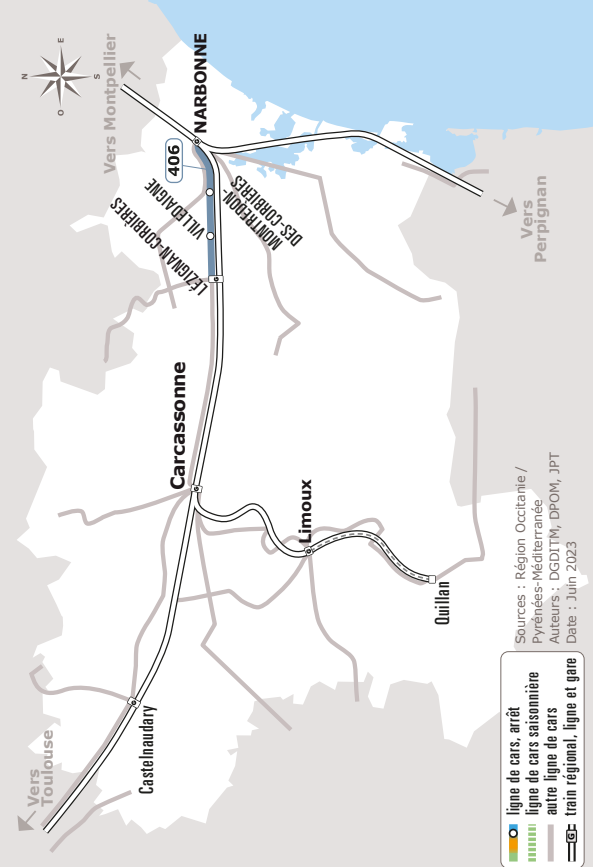 N
E
S
O
Vers Montpellier
NARBONNE
406
MONTREDON-
DES-CORBIÈRES
VILLEDAIGNE
LÉZIGNAN-CORBIÈRES
Vers
Perpignan
Carcassonne
Limoux
Quillan
Castelnaudary
Vers
Toulouse
Sources : Région Occitanie /
Pyrénées-Méditerranée
Auteurs : DGDITM, DPOM, JPT
Date : Juin 2023
ligne de cars, arrêt
ligne de cars saisonnière
autre ligne de cars
G train régional, ligne et gare